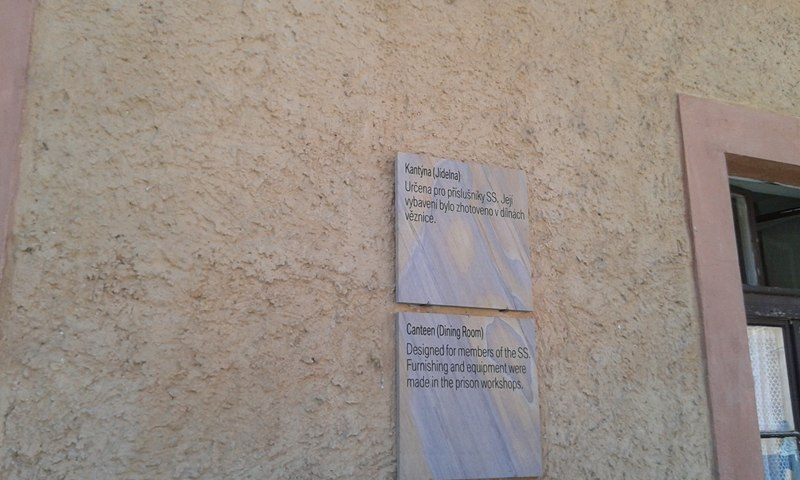 Kantýna (Jídelna)
Určena pro příslušníky SS. Její
vybavení bylo zhotoveno v dílnách
věznice.
Canteen (Dining Room)
Designed for members of the SS.
Furnishing and equipment were
made in the prison workshops.